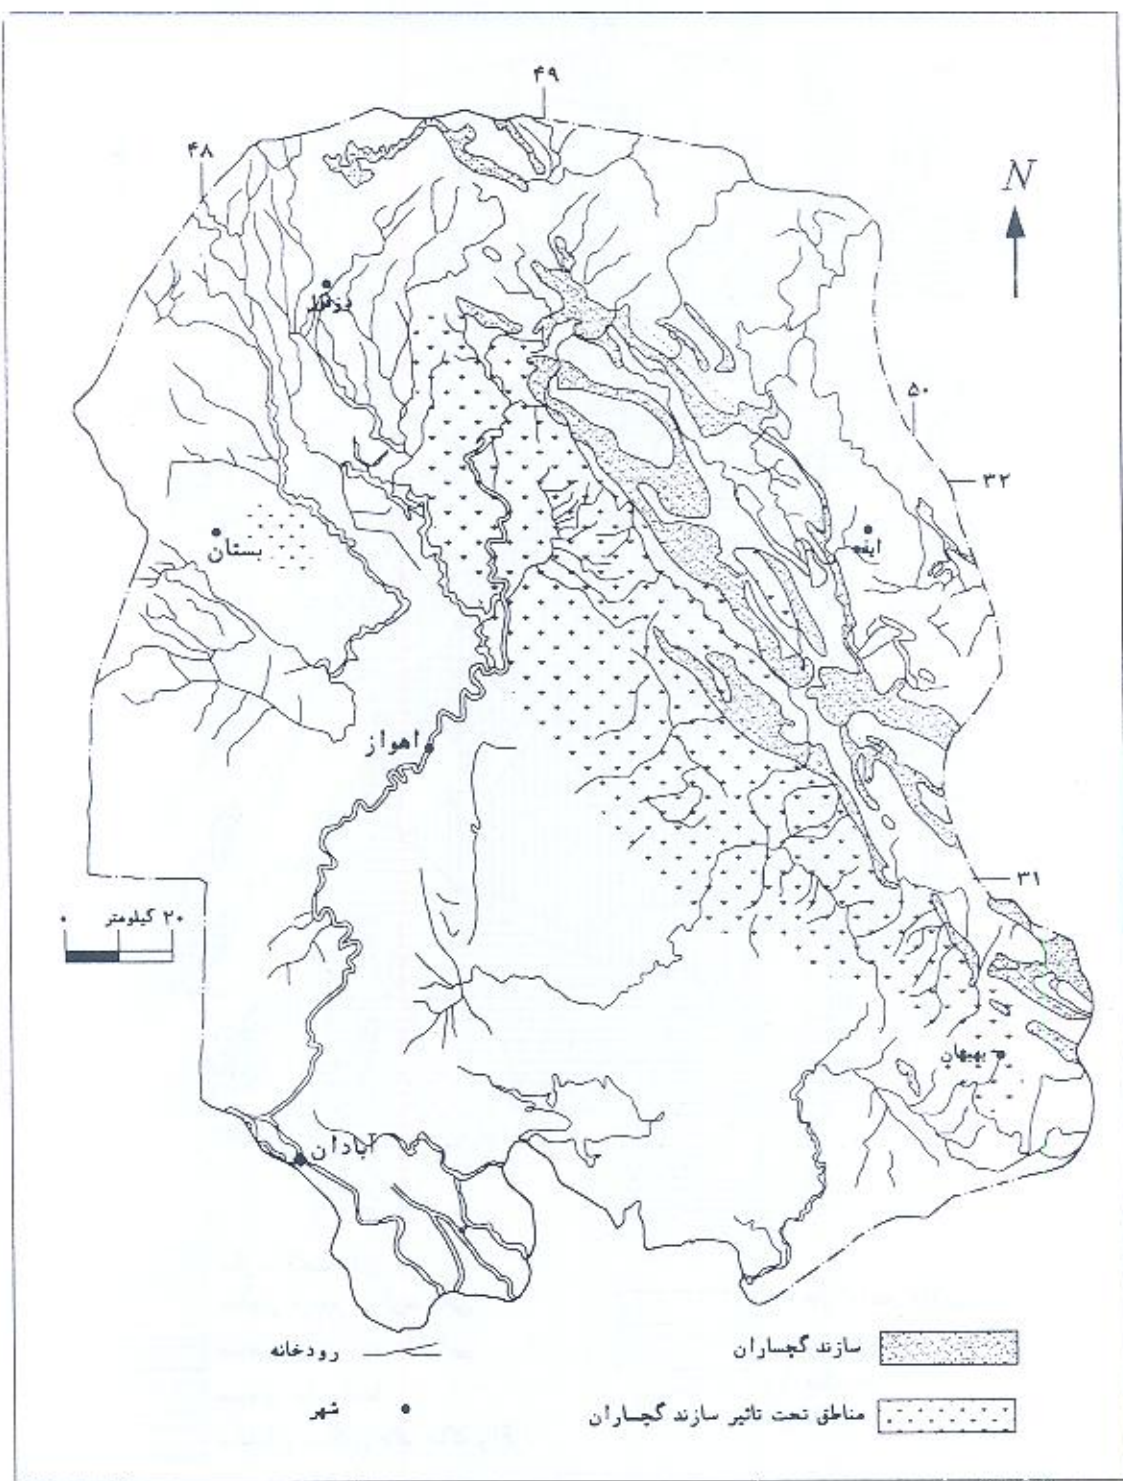 ۴۹
۴۸
N
دزفول
۵۰
۳۲
بستان
ایذه
اهواز
۳۱
۰ ۲۰ کیلومتر
بهبهان
آبادان
رودخانه
سازند گچساران
شهر
مناطق تحت تاثیر سازند گچساران